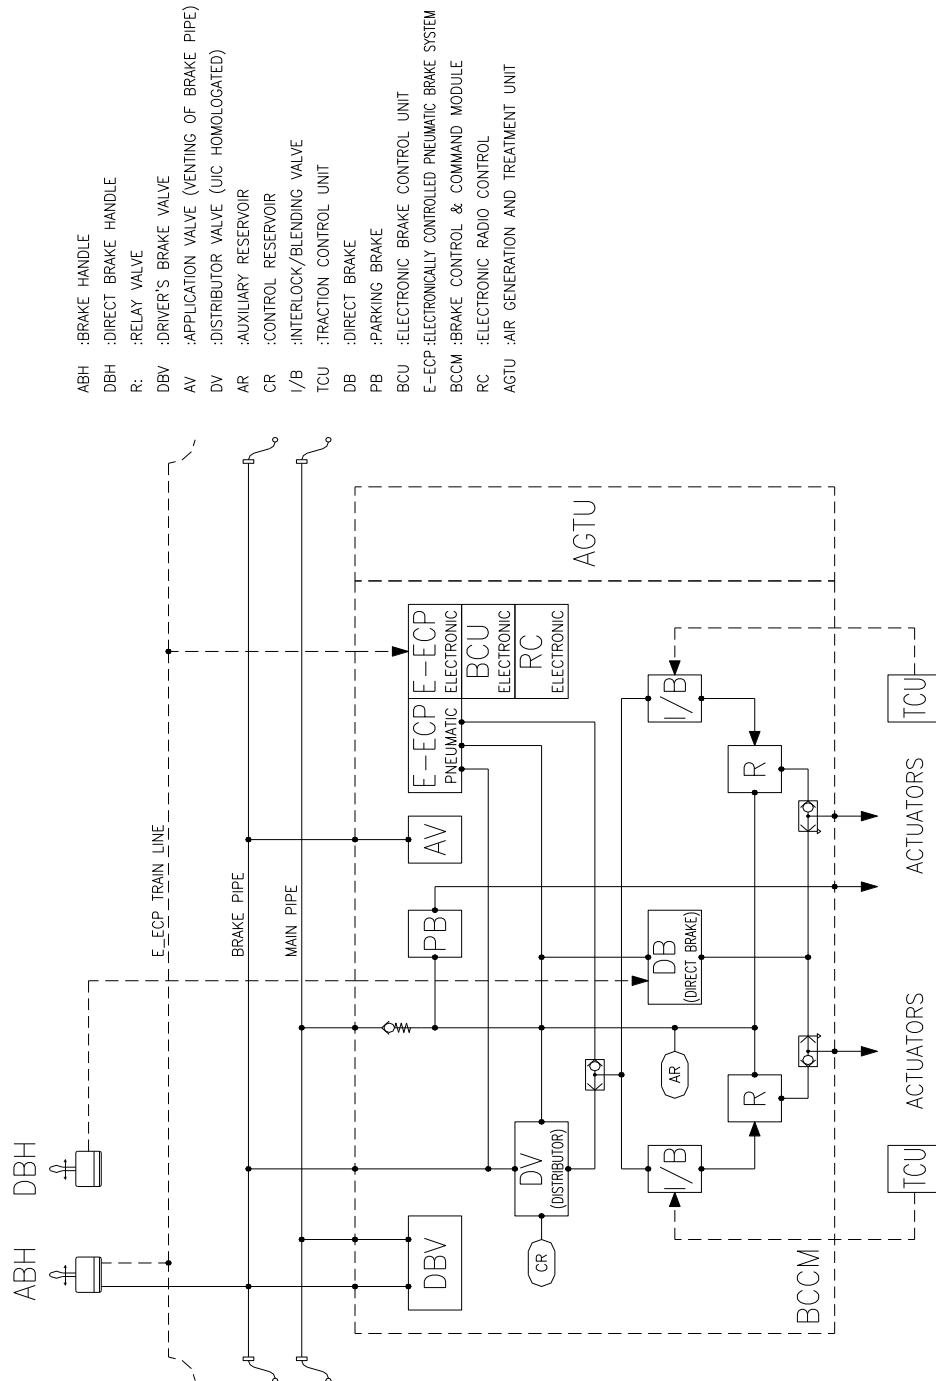 ABH :BRAKE HANDLE
DBH :DIRECT BRAKE HANDLE
R: :RELAY VALVE
DBV :DRIVER'S BRAKE VALVE
AV :APPLICATION VALVE (VENTING OF BRAKE PIPE)
DV :DISTRIBUTOR VALVE (UIC HOMOLOGATED)
AR :AUXILIARY RESERVOIR
CR :CONTROL RESERVOIR
I/B :INTERLOCK/BLENDING VALVE
TCU :TRACTION CONTROL UNIT
DB :DIRECT BRAKE
PB :PARKING BRAKE
BCU :ELECTRONIC BRAKE CONTROL UNIT
E-ECP :ELECTRONICALLY CONTROLLED PNEUMATIC BRAKE SYSTEM
BCCM :BRAKE CONTROL & COMMAND MODULE
RC :ELECTRONIC RADIO CONTROL
AGTU :AIR GENERATION AND TREATMENT UNIT
ABH
DBH
E_ECP TRAIN LINE
BRAKE PIPE
MAIN PIPE
DBV
PB
AV
E-ECP
PNEUMATIC
E-ECP
ELECTRONIC
BCU
ELECTRONIC
RC
ELECTRONIC
AGTU
CR
DV
(DISTRIBUTOR)
AR
DB
(DIRECT BRAKE)
I/B
I/B
R
R
BCCM
TCU
ACTUATORS
ACTUATORS
TCU